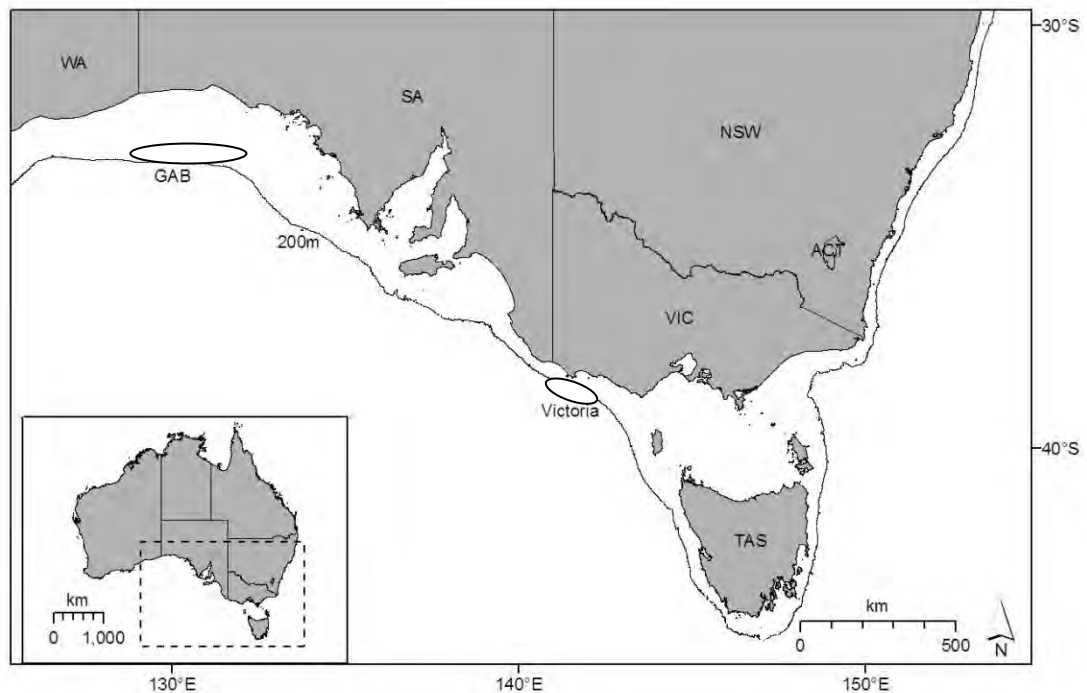 30°S
WA
SA
NSW
GAB
200m
ACT
VIC
Victoria
40°S
TAS
km
0 1,000
km
0 500
N
130°E 140°E 150°E